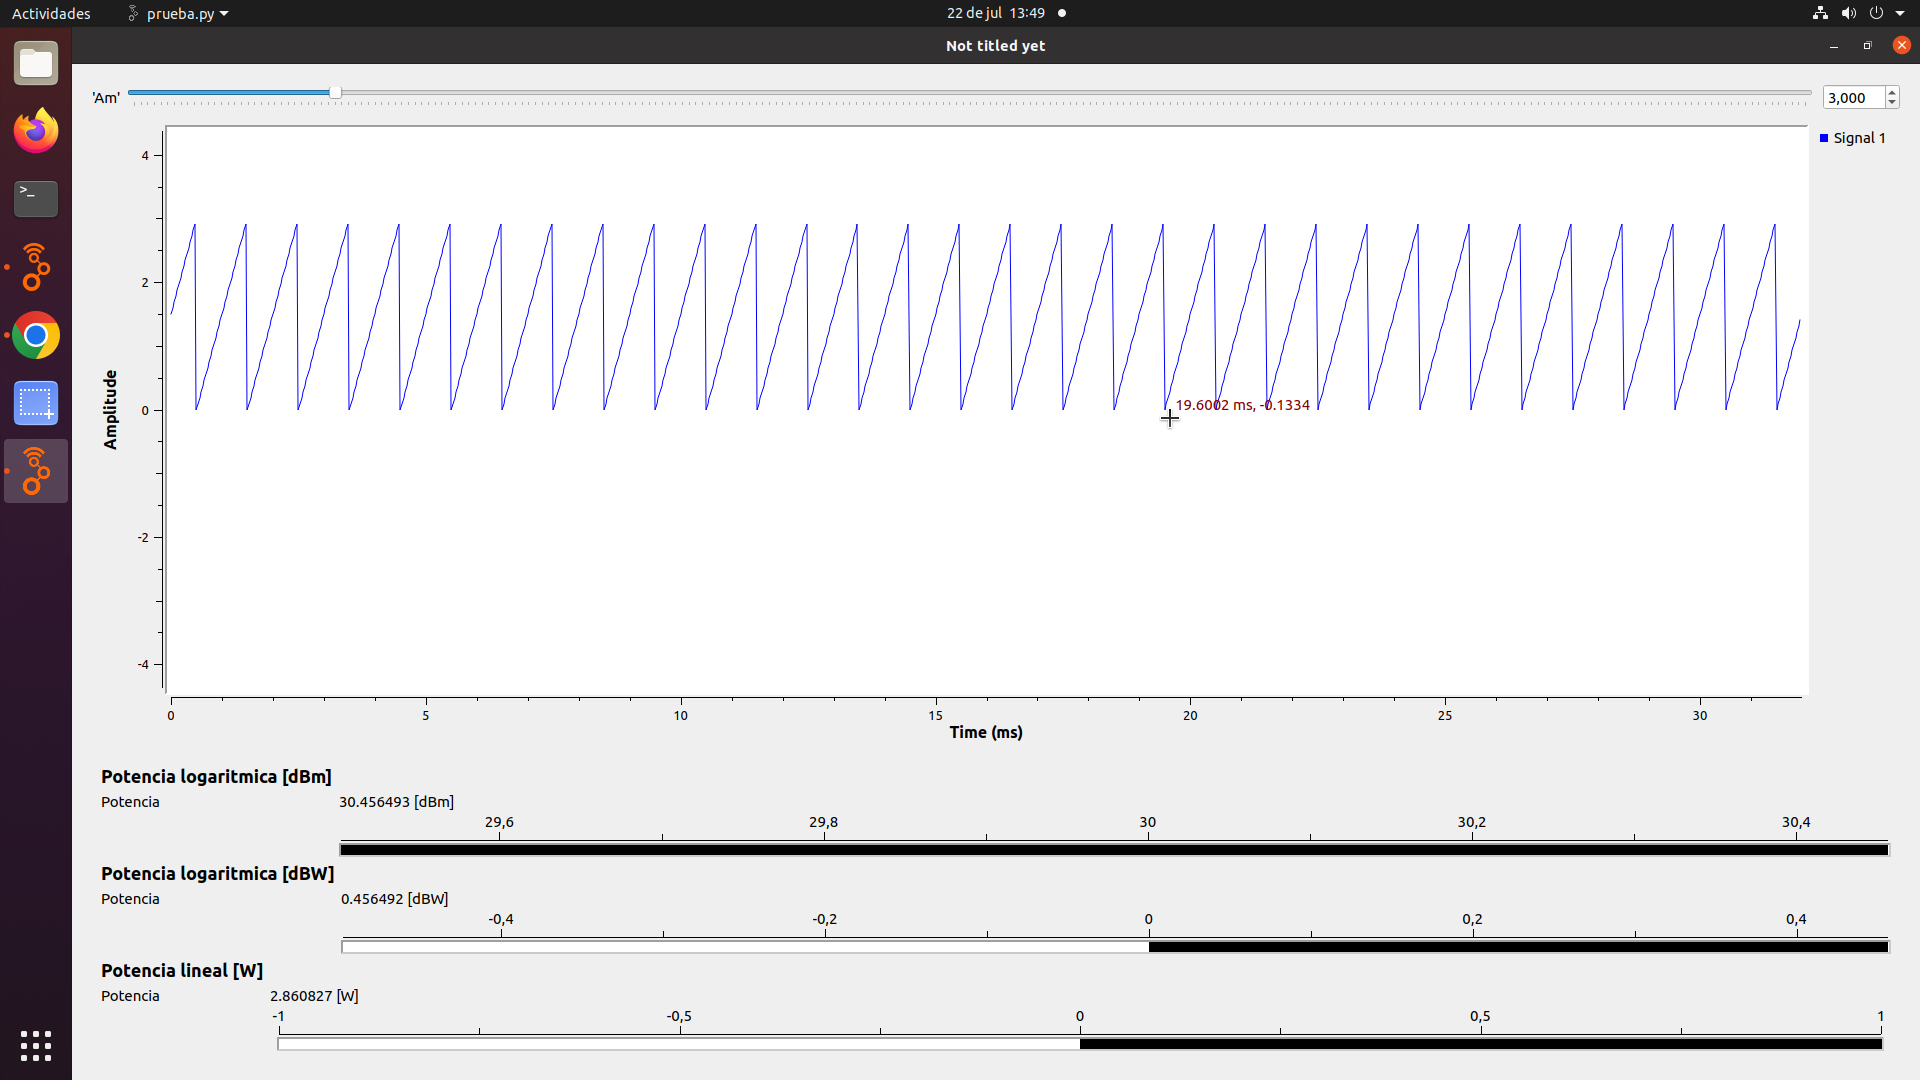 Actividades prueba.py 22 de jul 13:49
Not titled yet
'Am' 3,000
Signal 1
4
2
0
-2
-4
Amplitude
19.6002 ms, -0.1334
0 5 10 15 20 25 30
Time (ms)
Potencia logaritmica [dBm]
Potencia 30.456493 [dBm]
29,6 29,8 30 30,2 30,4
Potencia logaritmica [dBW]
Potencia 0.456492 [dBW]
-0,4 -0,2 0 0,2 0,4
Potencia lineal [W]
Potencia 2.860827 [W]
-1 -0,5 0 0,5 1